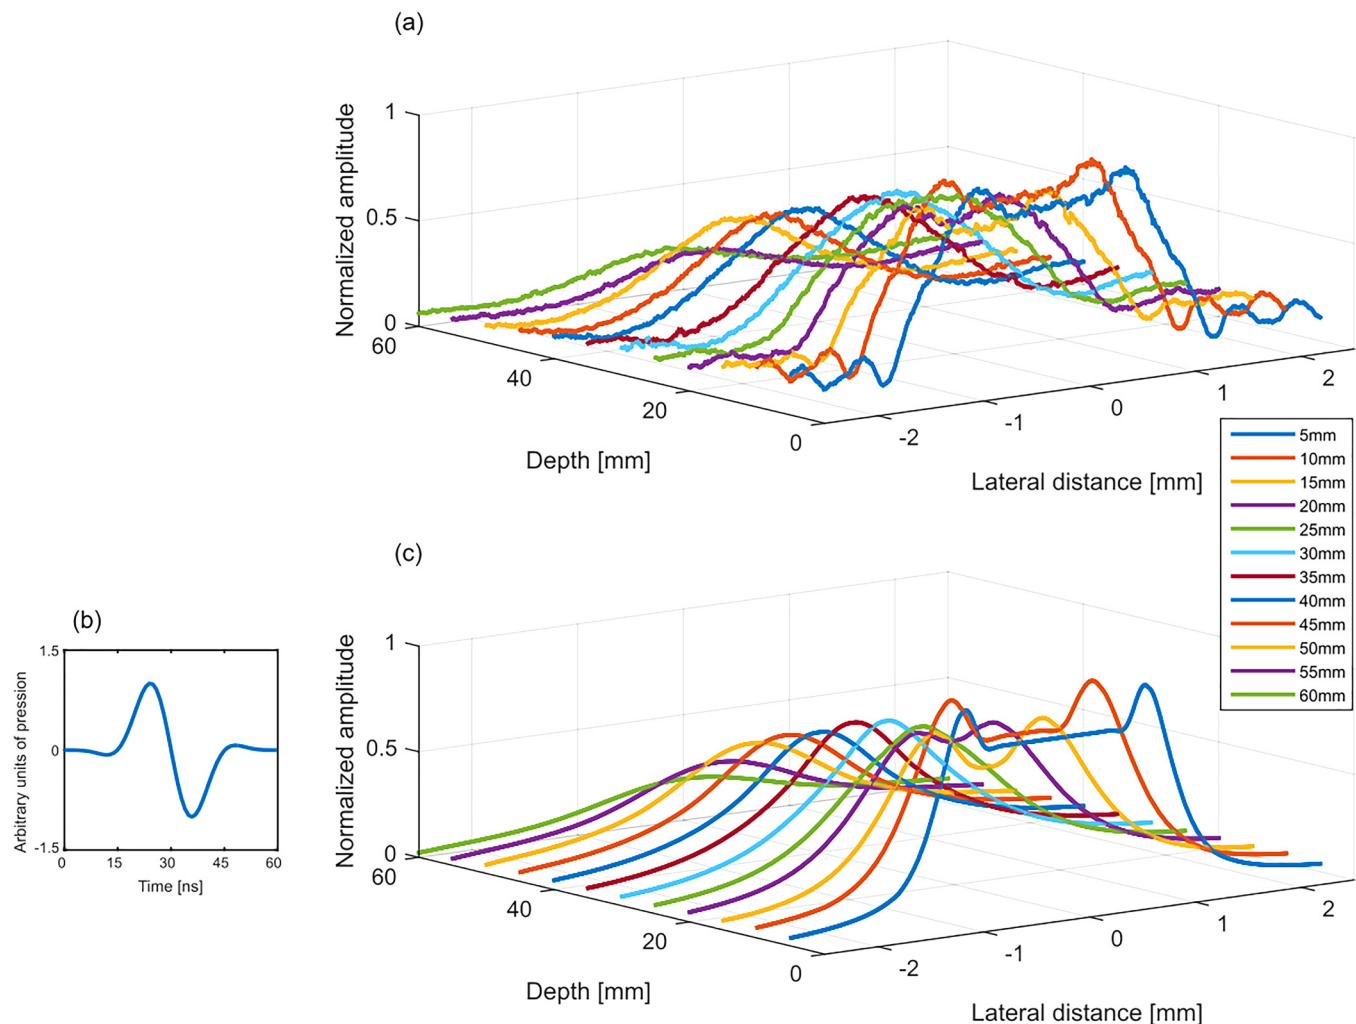 (a)
Normalized amplitude
1
0.5
0
60
40
20
0
Depth [mm]
-2
-1
0
1
2
Lateral distance [mm]
5mm
10mm
15mm
20mm
25mm
30mm
35mm
40mm
45mm
50mm
55mm
60mm
(b)
Arbitrary units of pression
1.5
0
-1.5
0
15
30
45
60
Time [ns]
(c)
Normalized amplitude
1
0.5
0
60
40
20
0
Depth [mm]
-2
-1
0
1
2
Lateral distance [mm]